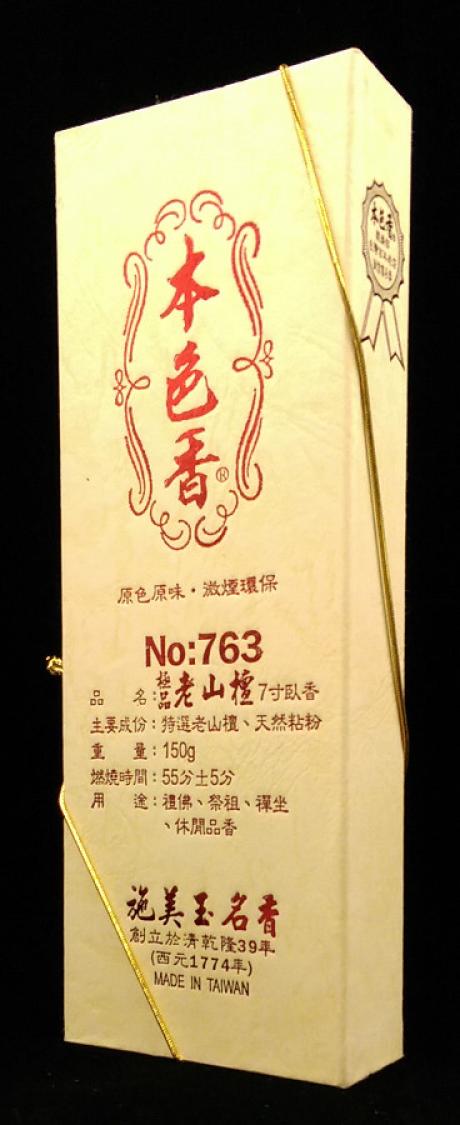 本色香®
原色原味・微煙環保
No:763
品 名:極品老山檀7寸臥香
主要成份:特選老山檀、天然粘粉
重 量:150g
燃燒時間:55分±5分
用 途:禮佛、祭祖、禪坐
、休閒品香
施美玉名香
創立於清乾隆39年
(西元1774年)
MADE IN TAIWAN
本色香